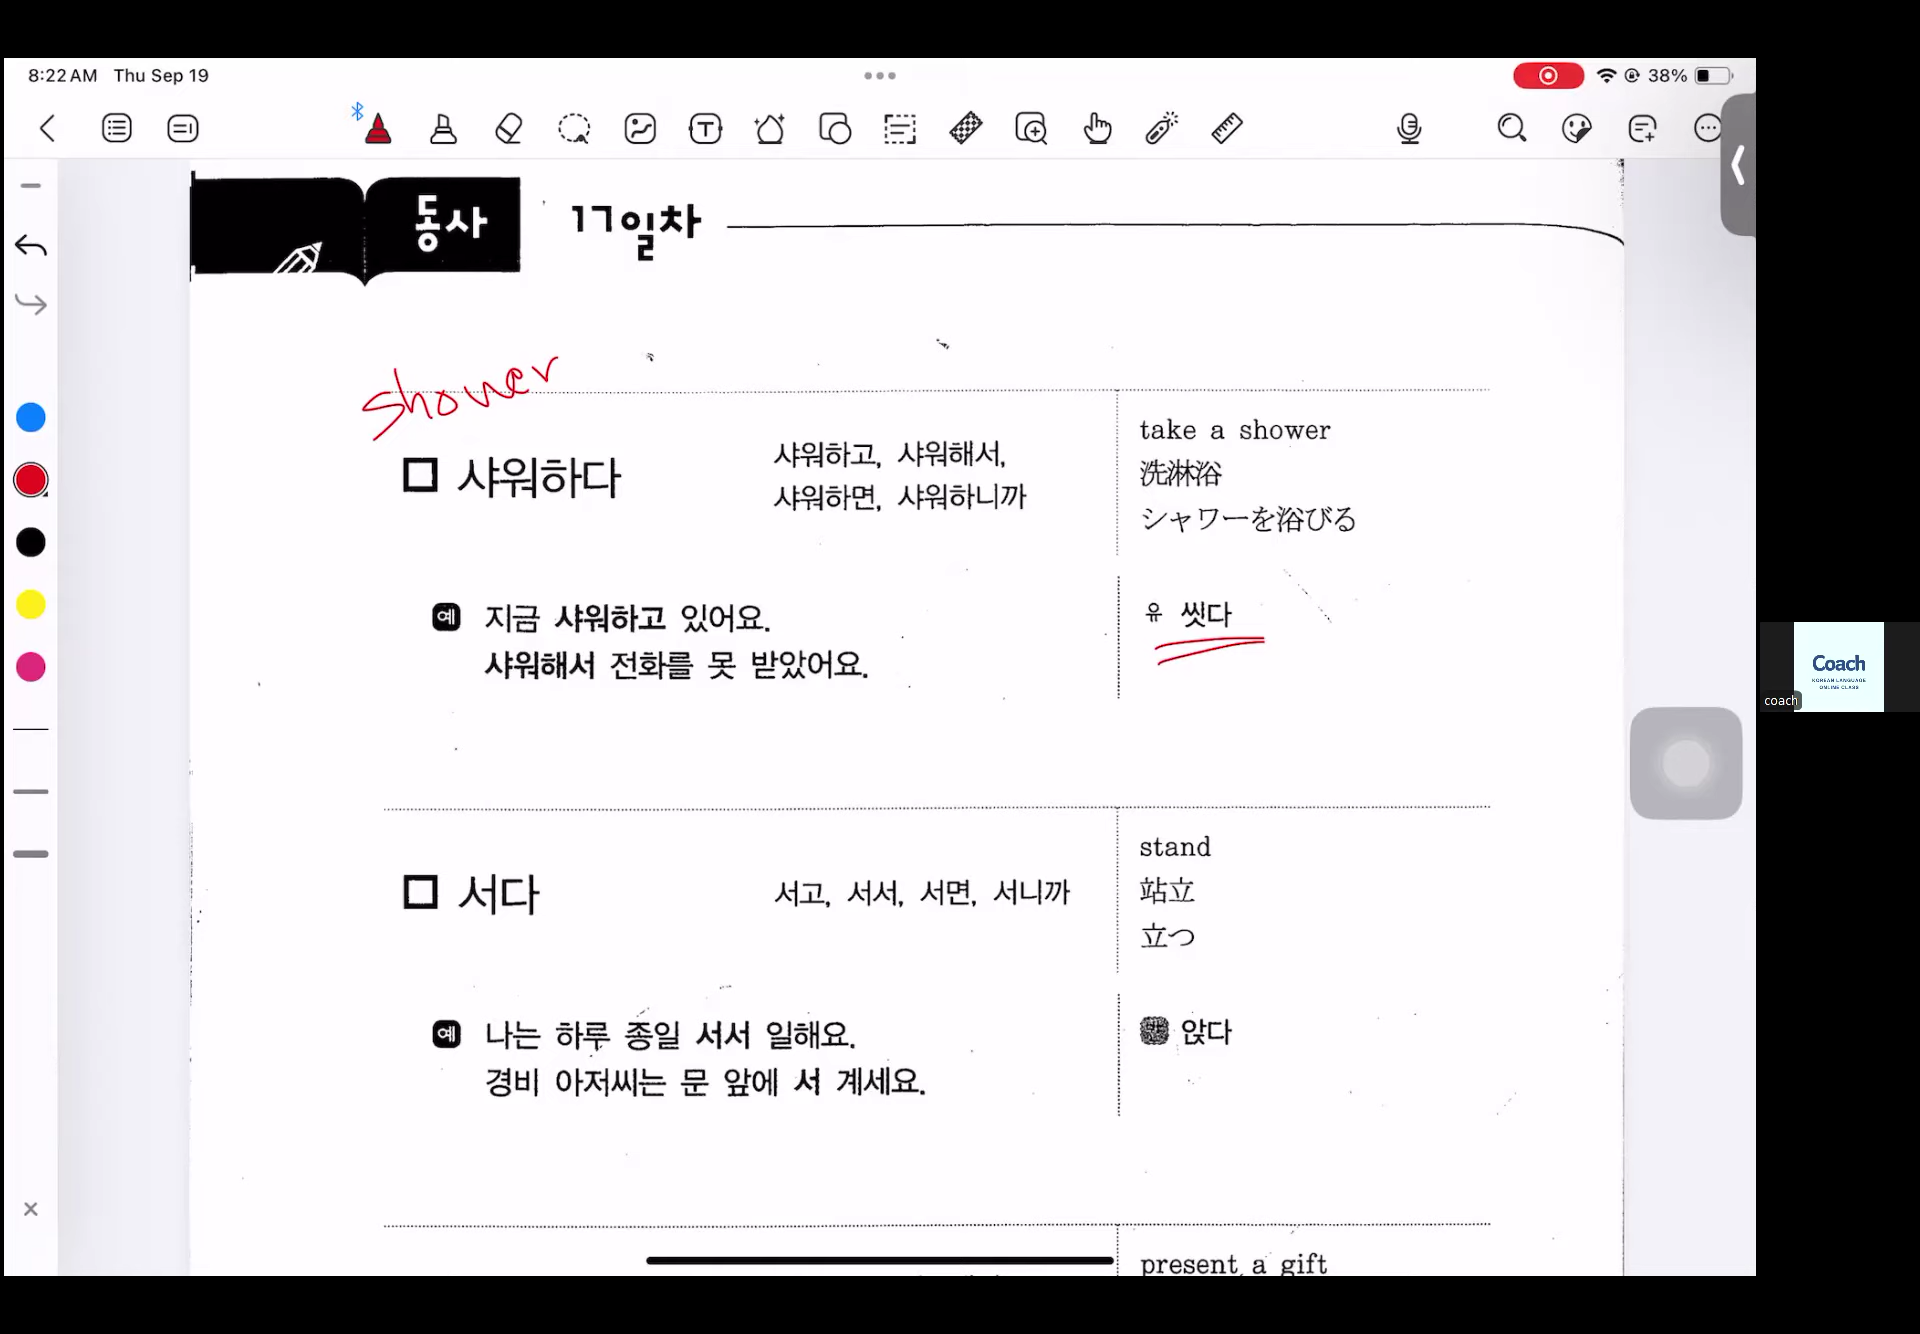 8:22 AM Thu Sep 19
38%
동사 17일차
shower
샤워하다
샤워하고, 샤워해서,
샤워하면, 샤워하니까
take a shower
洗淋浴
シャワーを浴びる
예 지금 샤워하고 있어요.
샤워해서 전화를 못 받았어요.
유 씻다
서다
서고, 서서, 서면, 서니까
stand
站立
立つ
예 나는 하루 종일 서서 일해요.
경비 아저씨는 문 앞에 서 계세요.
앉다
present a gift
Coach
KOREAN LANGUAGE
ONLINE CLASS
coach